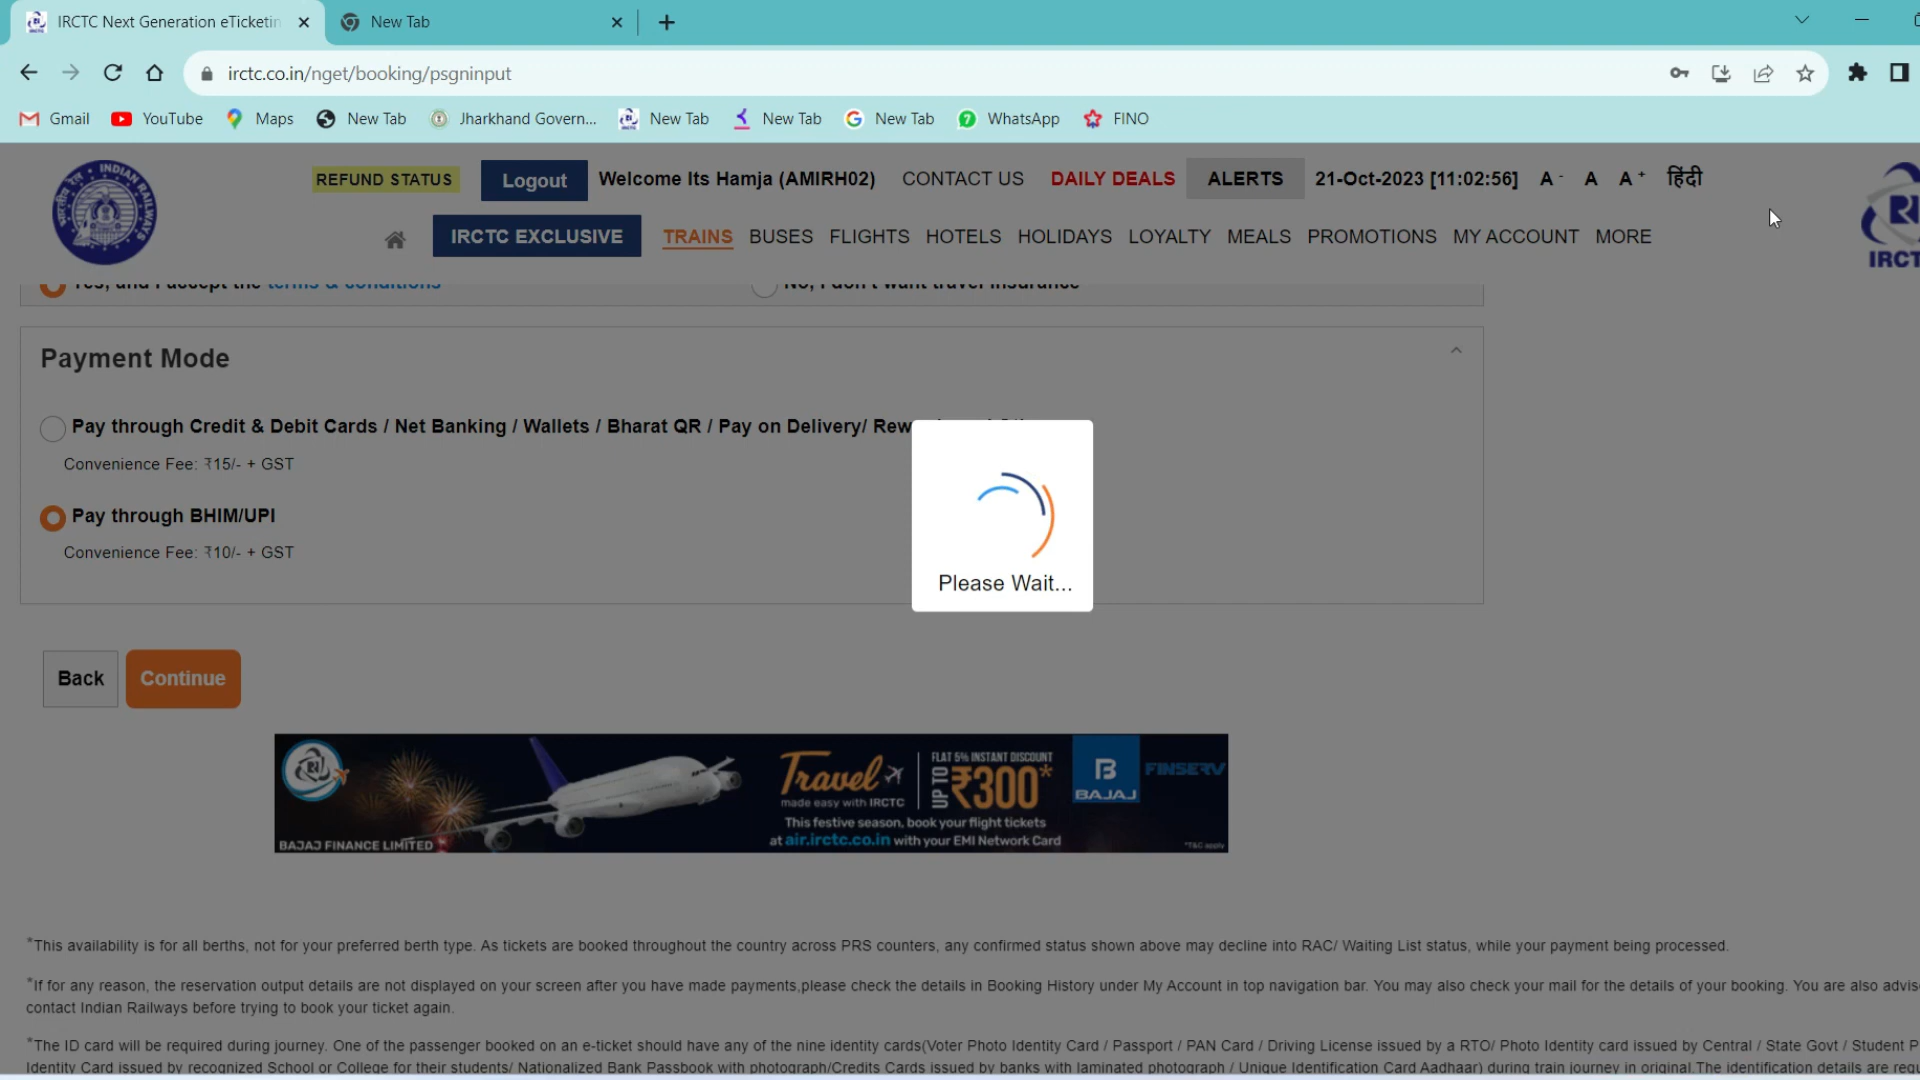 IRCTC Next Generation eTicketin
New Tab
irctc.co.in/nget/booking/psgninput
Gmail YouTube Maps New Tab Jharkhand Govern... New Tab New Tab New Tab WhatsApp FINO
REFUND STATUS Logout Welcome Its Hamja (AMIRH02) CONTACT US DAILY DEALS ALERTS 21-Oct-2023 [11:02:56] A- A A+ हिंदी
IRCTC EXCLUSIVE TRAINS BUSES FLIGHTS HOTELS HOLIDAYS LOYALTY MEALS PROMOTIONS MY ACCOUNT MORE
INDIAN RAILWAYS
IRCT
Yes, and I accept the terms & conditions No, I don't want travel insurance
Payment Mode
Pay through Credit & Debit Cards / Net Banking / Wallets / Bharat QR / Pay on Delivery/
Convenience Fee: ₹15/- + GST
Pay through BHIM/UPI
Convenience Fee: ₹10/- + GST
Please Wait...
Back Continue
Travel
made easy with IRCTC
FLAT 5% INSTANT DISCOUNT
UP TO ₹300*
B
BAJAJ FINSERV
This festive season, book your flight tickets
at air.irctc.co.in with your EMI Network Card
BAJAJ FINANCE LIMITED
*T&C apply
*This availability is for all berths, not for your preferred berth type. As tickets are booked throughout the country across PRS counters, any confirmed status shown above may decline into RAC/ Waiting List status, while your payment being processed.
*If for any reason, the reservation output details are not displayed on your screen after you have made payments,please check the details in Booking History under My Account in top navigation bar. You may also check your mail for the details of your booking. You are also advis
contact Indian Railways before trying to book your ticket again.
*The ID card will be required during journey. One of the passenger booked on an e-ticket should have any of the nine identity cards(Voter Photo Identity Card / Passport / PAN Card / Driving License issued by a RTO/ Photo Identity card issued by Central / State Govt / Student P
Identity Card issued by recognized School or College for their students/ Nationalized Bank Passbook with photograph/Credits Cards issued by banks with laminated photograph / Unique Identification Card Aadhaar) during train journey in original.The identification details are requ